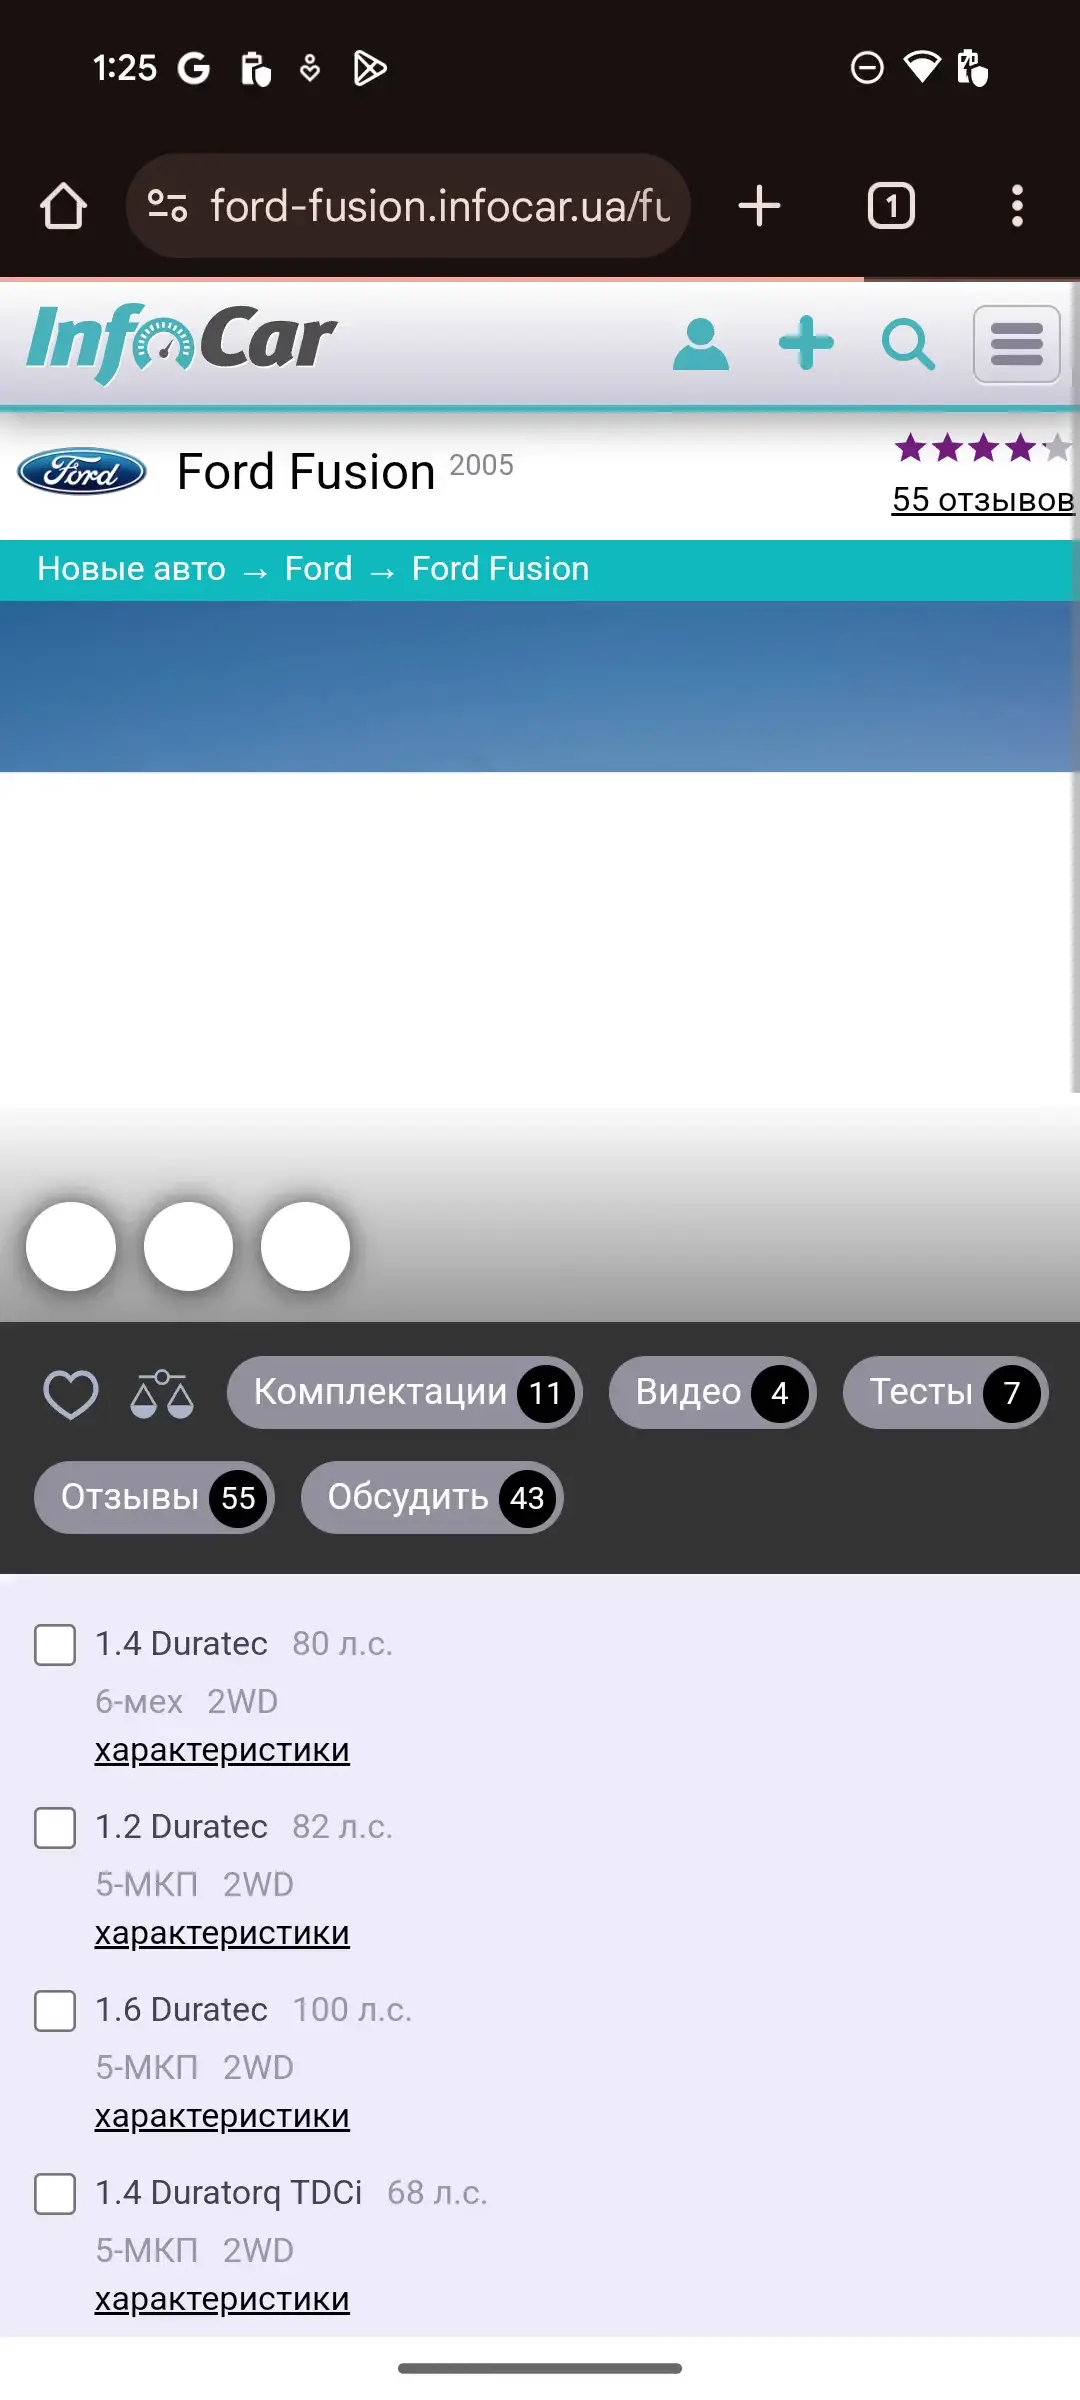 1:25
ford-fusion.infocar.ua/fu
1
InfoCar
Ford
Ford Fusion 2005
55 отзывов
Новые авто → Ford → Ford Fusion
Комплектации 11
Видео 4
Тесты 7
Отзывы 55
Обсудить 43
1.4 Duratec 80 л.с.
6-мех 2WD
характеристики
1.2 Duratec 82 л.с.
5-МКП 2WD
характеристики
1.6 Duratec 100 л.с.
5-МКП 2WD
характеристики
1.4 Duratorq TDCi 68 л.с.
5-МКП 2WD
характеристики